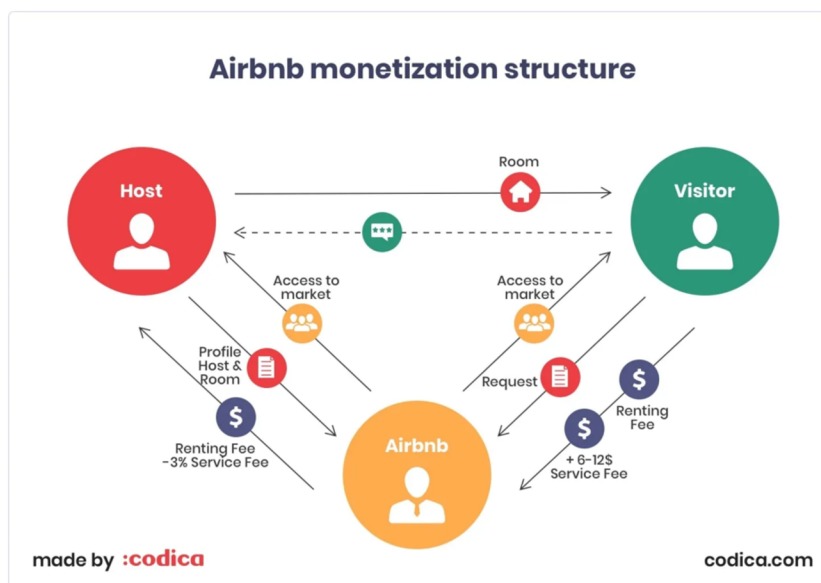 Airbnb monetization structure
Room
Host
Visitor
Access to
market
Access to
market
Profile
Host &
Room
Request
$
$
$
Renting
Fee
Renting Fee
-3% Service Fee
Airbnb
+ 6-12$
Service Fee
made by :codica
codica.com